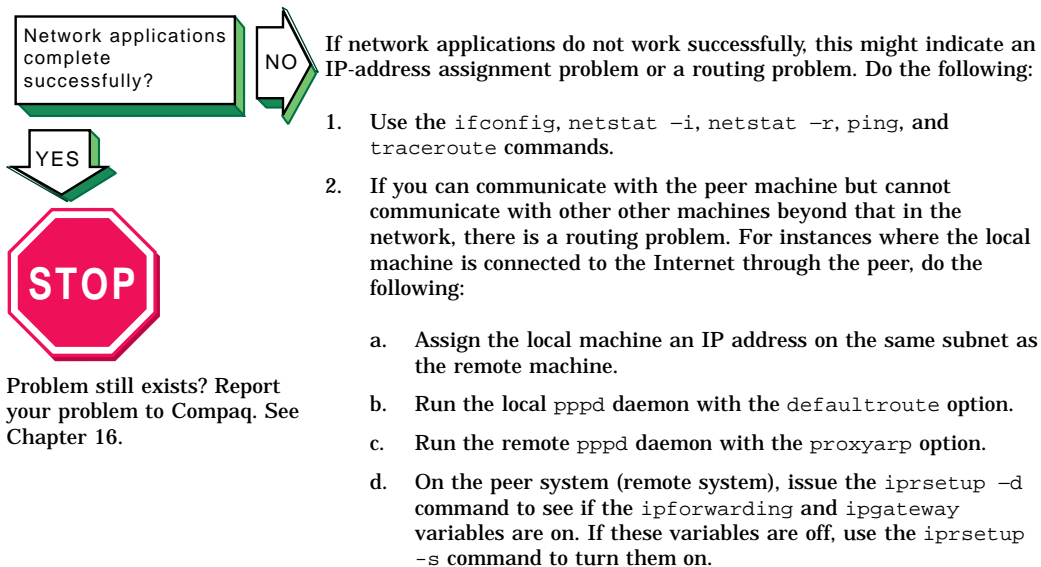 Network applications
complete
successfully?
NO
YES
STOP
Problem still exists? Report
your problem to Compaq. See
Chapter 16.
If network applications do not work successfully, this might indicate an
IP-address assignment problem or a routing problem. Do the following:
1. Use the ifconfig, netstat −i, netstat −r, ping, and
traceroute commands.
2. If you can communicate with the peer machine but cannot
communicate with other other machines beyond that in the
network, there is a routing problem. For instances where the local
machine is connected to the Internet through the peer, do the
following:
a. Assign the local machine an IP address on the same subnet as
the remote machine.
b. Run the local pppd daemon with the defaultroute option.
c. Run the remote pppd daemon with the proxyarp option.
d. On the peer system (remote system), issue the iprsetup −d
command to see if the ipforwarding and ipgateway
variables are on. If these variables are off, use the iprsetup
-s command to turn them on.